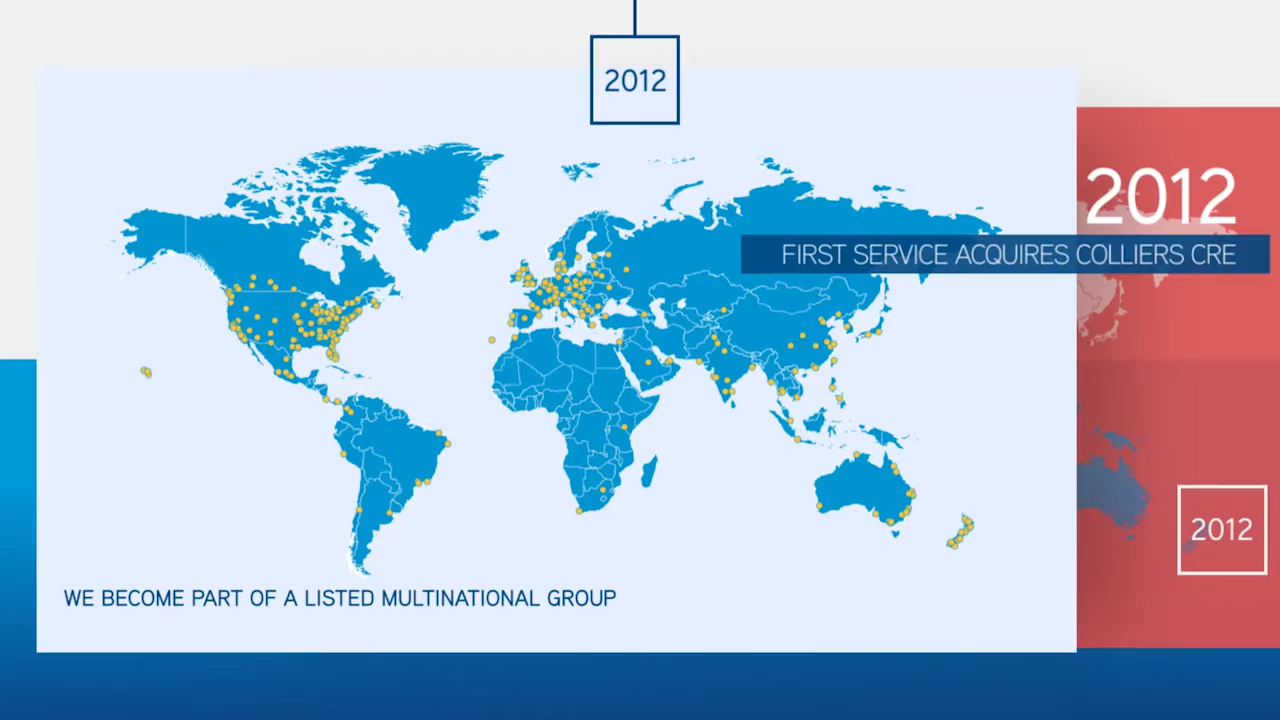 2012
2012
FIRST SERVICE ACQUIRES COLLIERS CRE
2012
WE BECOME PART OF A LISTED MULTINATIONAL GROUP